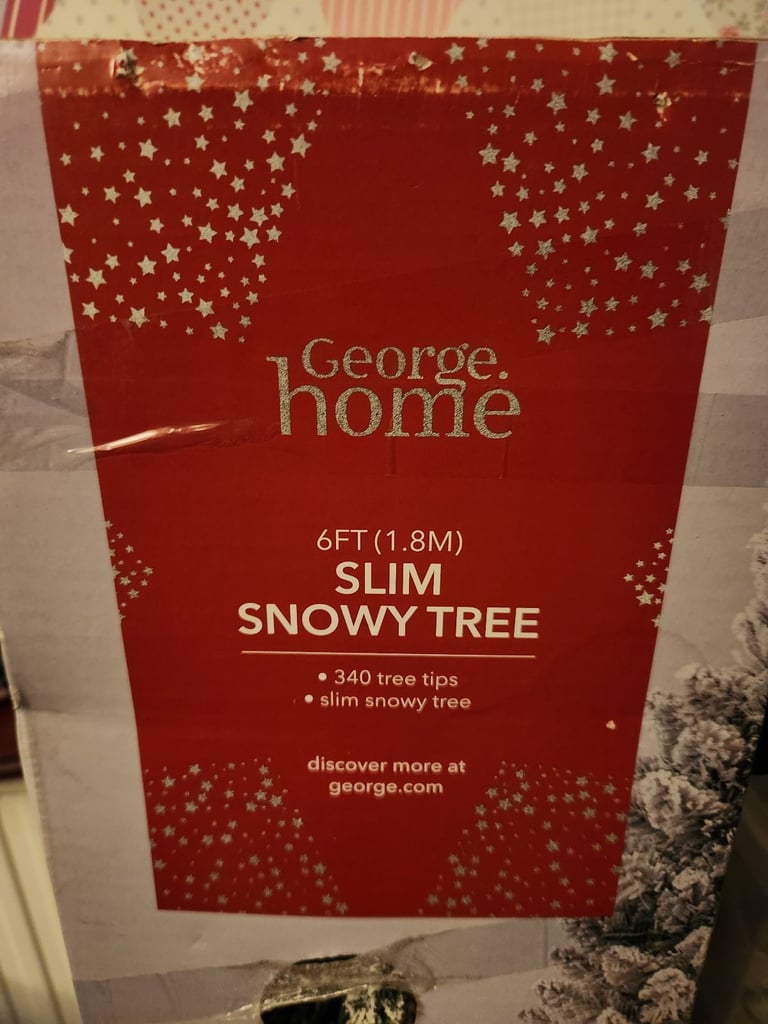 George.
home
6FT (1.8M)
SLIM
SNOWY TREE
• 340 tree tips
• slim snowy tree
discover more at
george.com